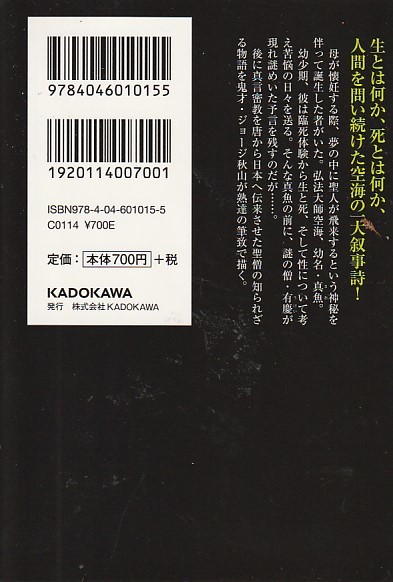 生とは何か、死とは何か、
人間を問い続けた空海の一大叙事詩！
母が懐妊する際、夢の中に聖人が飛来するという神秘を
伴って誕生した者がいた。弘法大師空海、幼名・真魚。
幼少期、彼は臨死体験から生と死、そして性について考
え苦悩の日々を送る。そんな真魚の前に、謎の僧・有慶が
現れ謎めいた予言を残すのだが……。
後に真言密教を唐から日本へ伝来させた聖僧の知られざ
る物語を鬼才・ジョージ秋山が熟達の筆致で描く。
9784046010155
1920114007001
ISBN978-4-04-601015-5
C0114 ¥700E
定価：本体700円+税
KADOKAWA
発行 株式会社KADOKAWA